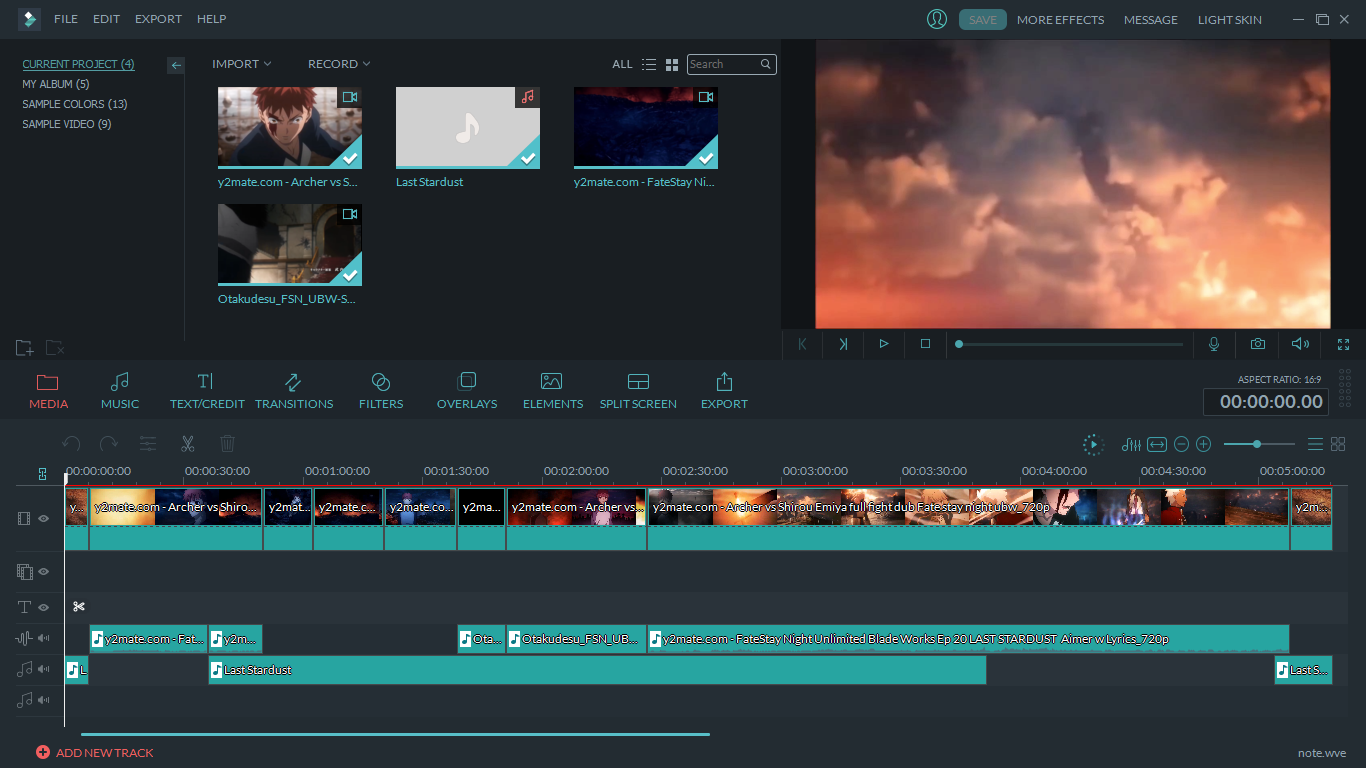 FILE EDIT EXPORT HELP
SAVE MORE EFFECTS MESSAGE LIGHT SKIN
CURRENT PROJECT (4)
MY ALBUM (5)
SAMPLE COLORS (13)
SAMPLE VIDEO (9)
IMPORT RECORD ALL Search
y2mate.com - Archer vs S...
Last Stardust
y2mate.com - FateStay Ni...
Otakudesu_FSN_UBW-S...
MEDIA MUSIC TEXT/CREDIT TRANSITIONS FILTERS OVERLAYS ELEMENTS SPLIT SCREEN EXPORT
ASPECT RATIO: 16:9
00:00:00.00
00:00:00:00 00:00:30:00 00:01:00:00 00:01:30:00 00:02:00:00 00:02:30:00 00:03:00:00 00:03:30:00 00:04:00:00 00:04:30:00 00:05:00:00
y... y2mate.com - Archer vs Shiro... y2mat... y2mate.c... y2mate.co... y2ma... y2mate.com - Archer vs... y2mate.com - Archer vs Shirou Emiya full fight dub Fate stay night ubw_720p y2m...
T
y2mate.com - Fat... y2m... Ota... Otakudesu_FSN_UB... y2mate.com - FateStay Night Unlimited Blade Works Ep 20 LAST STARDUST Aimer w Lyrics_720p
L Last Stardust Last S...
ADD NEW TRACK
note.wve